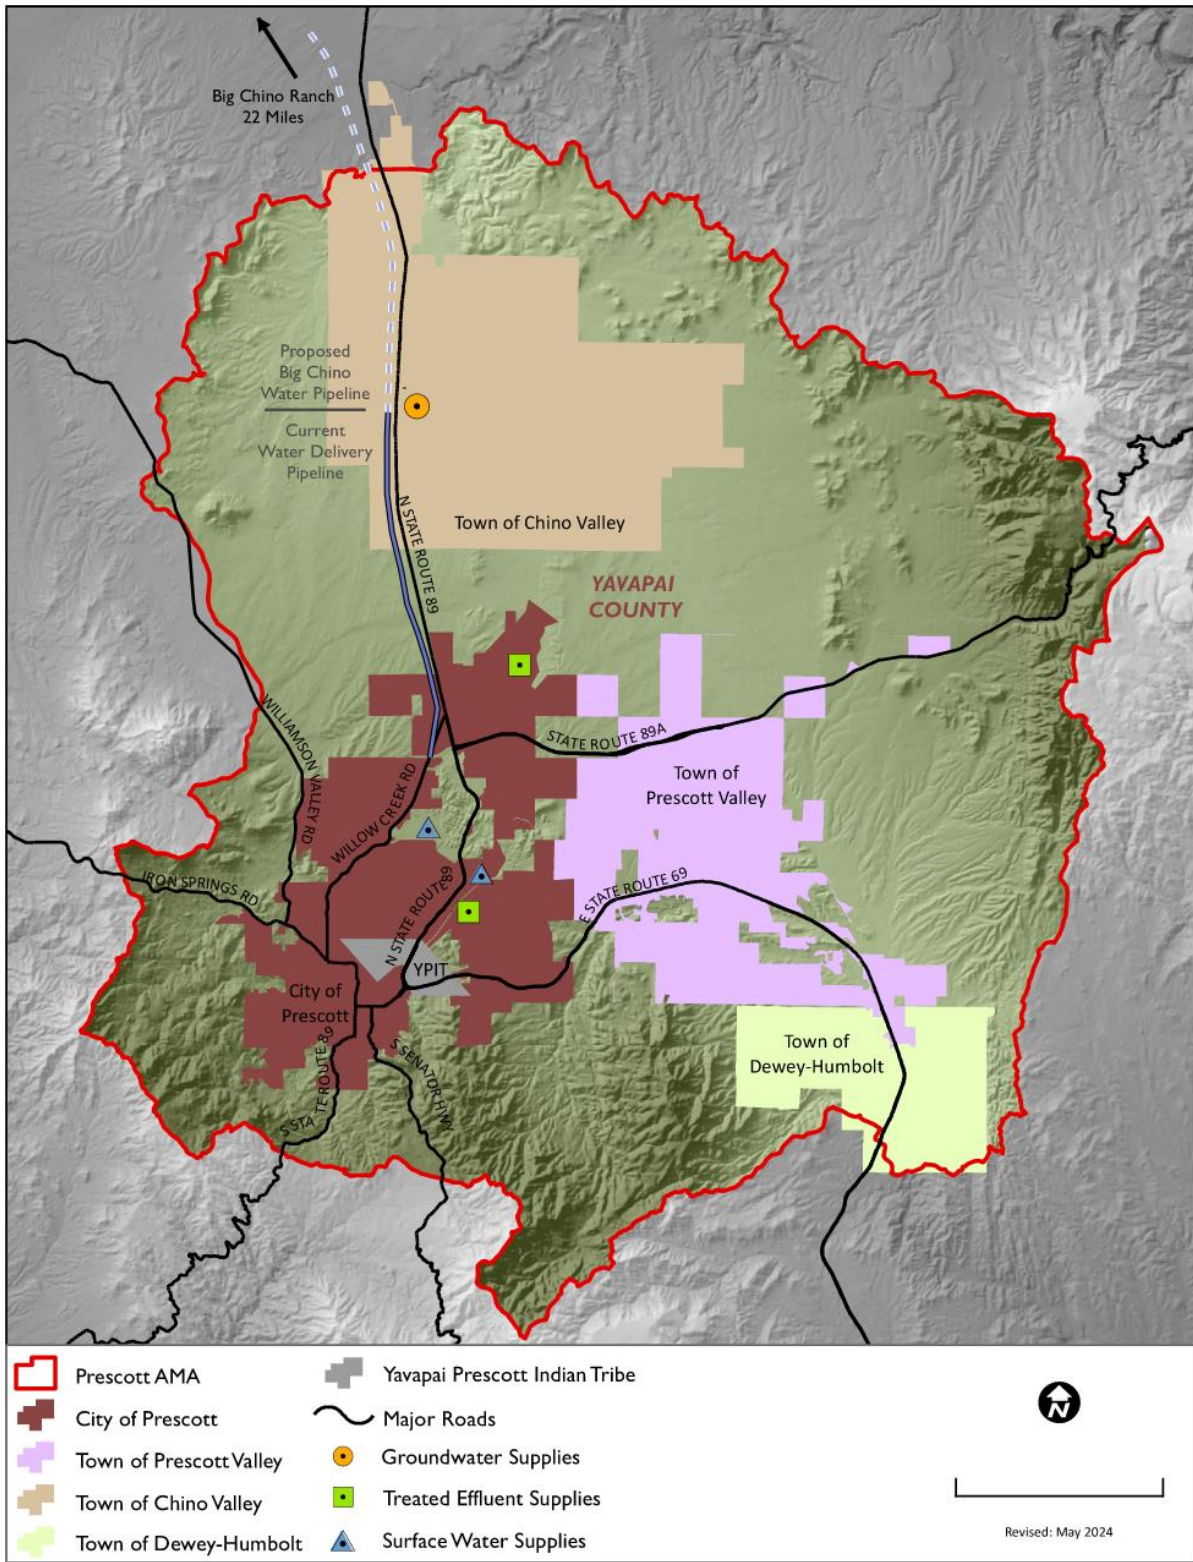 Big Chino Ranch
22 Miles
Proposed
Big Chino
Water Pipeline
Current
Water Delivery
Pipeline
N STATE ROUTE 89
Town of Chino Valley
YAVAPAI
COUNTY
WILLIAMSON VALLEY RD
STATE ROUTE 89A
Town of
Prescott Valley
WILLOW CREEK RD
IRON SPRINGS RD
N STATE ROUTE 89
E STATE ROUTE 69
YPIT
City of
Prescott
S STATE ROUTE 89
S SENATOR HWY
Town of
Dewey-Humbolt
Prescott AMA
City of Prescott
Town of Prescott Valley
Town of Chino Valley
Town of Dewey-Humbolt
Yavapai Prescott Indian Tribe
Major Roads
Groundwater Supplies
Treated Effluent Supplies
Surface Water Supplies
N
Revised: May 2024